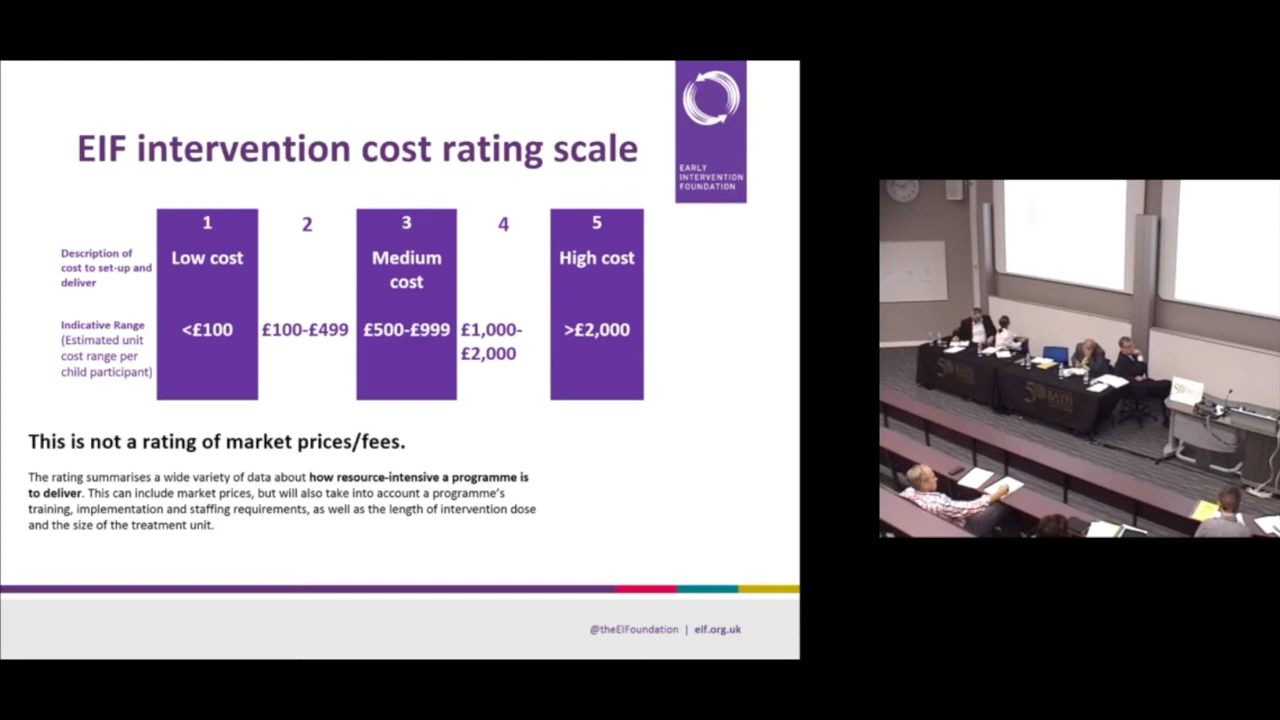 EIF intervention cost rating scale
EARLY
INTERVENTION
FOUNDATION
1
2
3
4
5
Description of
cost to set-up and
deliver
Low cost
Medium
cost
High cost
Indicative Range
(Estimated unit
cost range per
child participant)
<£100
£100-£499
£500-£999
£1,000-
£2,000
>£2,000
This is not a rating of market prices/fees.
The rating summarises a wide variety of data about how resource-intensive a programme is
to deliver. This can include market prices, but will also take into account a programme's
training, implementation and staffing requirements, as well as the length of intervention dose
and the size of the treatment unit.
@theEIFoundation | eif.org.uk
50 BATH